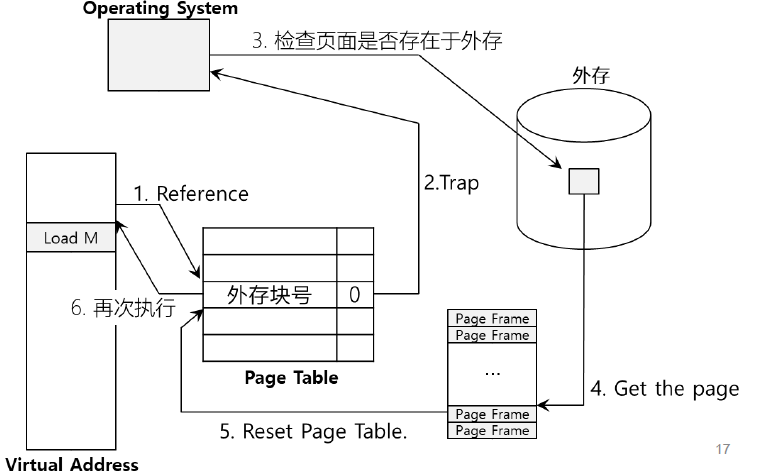 Operating System
3. 检查页面是否存在于外存
外存
2.Trap
1. Reference
Load M
外存块号 0
6. 再次执行
Page Table
Page Frame
Page Frame
...
Page Frame
Page Frame
4. Get the page
5. Reset Page Table.
Virtual Address
17